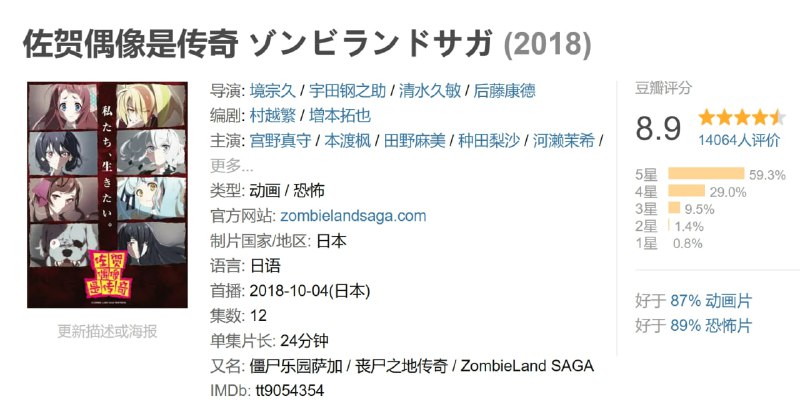 佐贺偶像是传奇 ゾンビランドサガ (2018)
私たち、生きたい。
佐賀
偶像
是传奇
更新描述或海报
导演: 境宗久 / 宇田钢之助 / 清水久敏 / 后藤康德
编剧: 村越繁 / 增本拓也
主演: 宫野真守 / 本渡枫 / 田野麻美 / 种田梨沙 / 河濑茉希 /
更多...
类型: 动画 / 恐怖
官方网站: zombielandsaga.com
制片国家/地区: 日本
语言: 日语
首播: 2018-10-04(日本)
集数: 12
单集片长: 24分钟
又名: 僵尸乐园萨加 / 丧尸之地传奇 / ZombieLand SAGA
IMDb: tt9054354
豆瓣评分
8.9
14064人评价
5星 59.3%
4星 29.0%
3星 9.5%
2星 1.4%
1星 0.8%
好于 87% 动画片
好于 89% 恐怖片